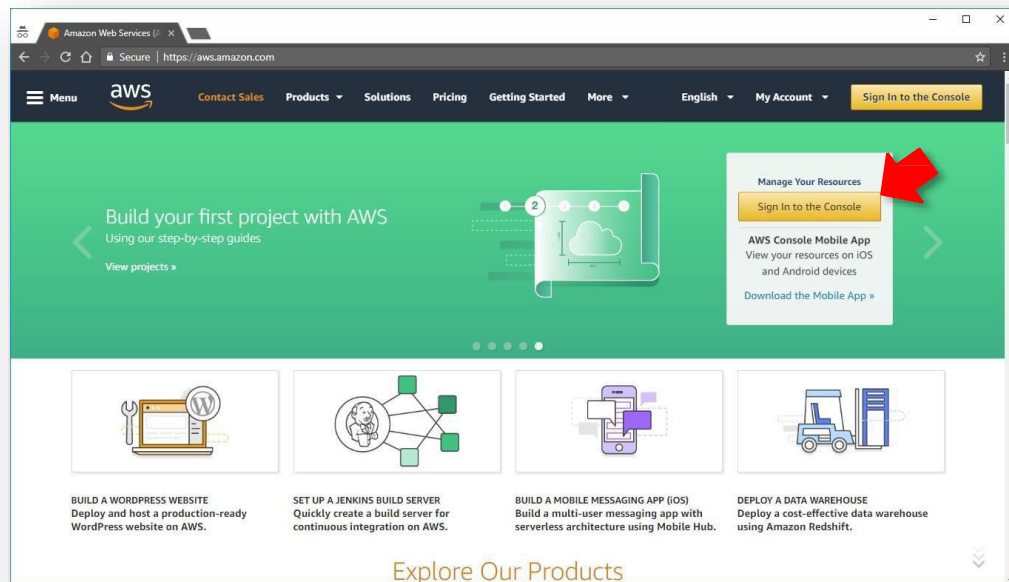 Amazon Web Services (A
Secure | https://aws.amazon.com
Menu
aws
Contact Sales
Products
Solutions
Pricing
Getting Started
More
English
My Account
Sign In to the Console
Build your first project with AWS
Using our step-by-step guides
View projects »
2
Manage Your Resources
Sign In to the Console
AWS Console Mobile App
View your resources on iOS
and Android devices
Download the Mobile App »
BUILD A WORDPRESS WEBSITE
Deploy and host a production-ready
WordPress website on AWS.
SET UP A JENKINS BUILD SERVER
Quickly create a build server for
continuous integration on AWS.
BUILD A MOBILE MESSAGING APP (iOS)
Build a multi-user messaging app with
serverless architecture using Mobile Hub.
DEPLOY A DATA WAREHOUSE
Deploy a cost-effective data warehouse
using Amazon Redshift.
Explore Our Products